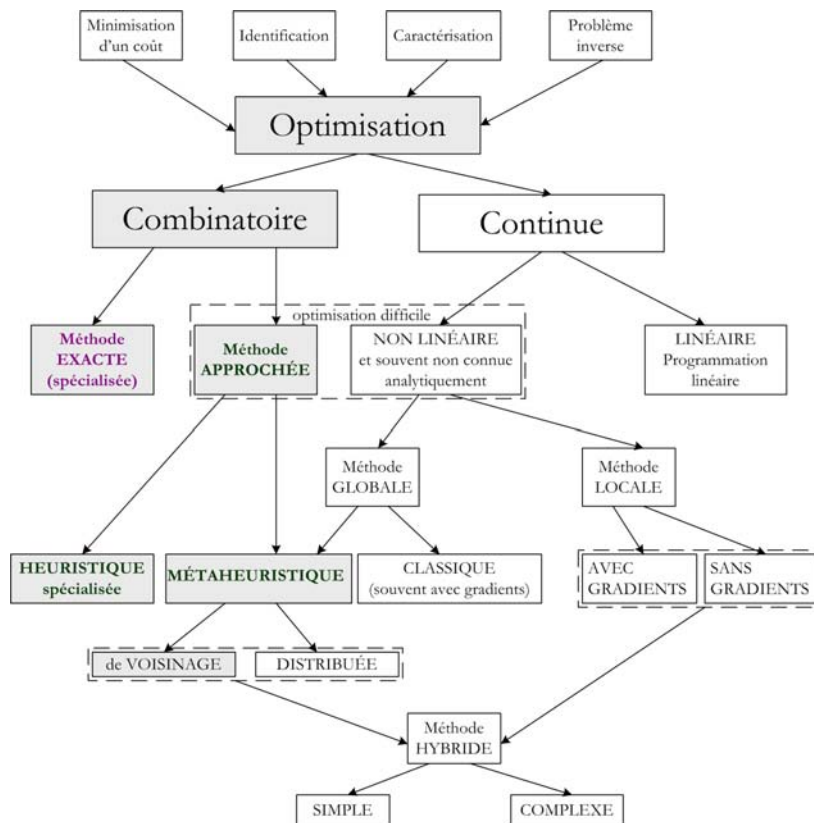 Minimisation
d'un coût
Identification
Caractérisation
Problème
inverse
Optimisation
Combinatoire
Continue
optimisation difficile
Méthode
EXACTE
(spécialisée)
Méthode
APPROCHÉE
NON LINÉAIRE
et souvent non connue
analytiquement
LINÉAIRE
Programmation
linéaire
Méthode
GLOBALE
Méthode
LOCALE
HEURISTIQUE
spécialisée
MÉTAHEURISTIQUE
CLASSIQUE
(souvent avec gradients)
AVEC
GRADIENTS
SANS
GRADIENTS
de VOISINAGE
DISTRIBUÉE
Méthode
HYBRIDE
SIMPLE
COMPLEXE